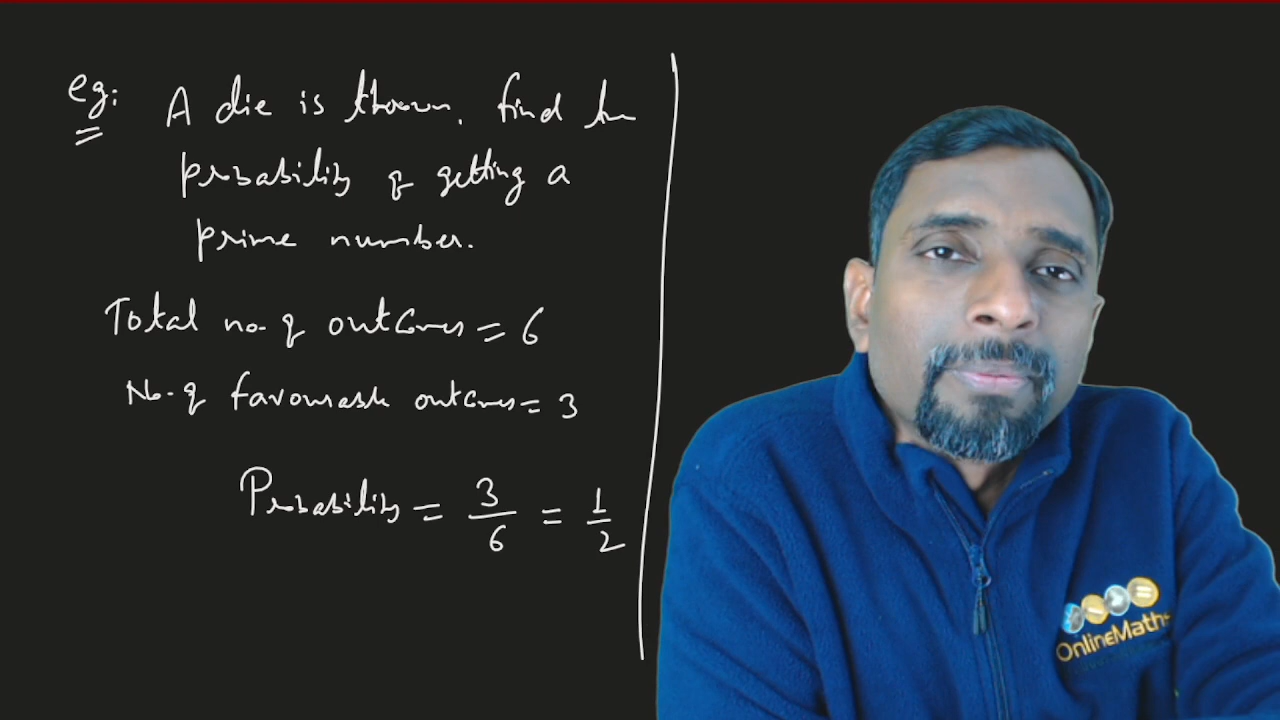 eg: A die is thrown. find the
probability of getting a
prime number.
Total no. of outcomes = 6
No. of favourable outcomes = 3
Probability = 3/6 = 1/2
OnlineMaths